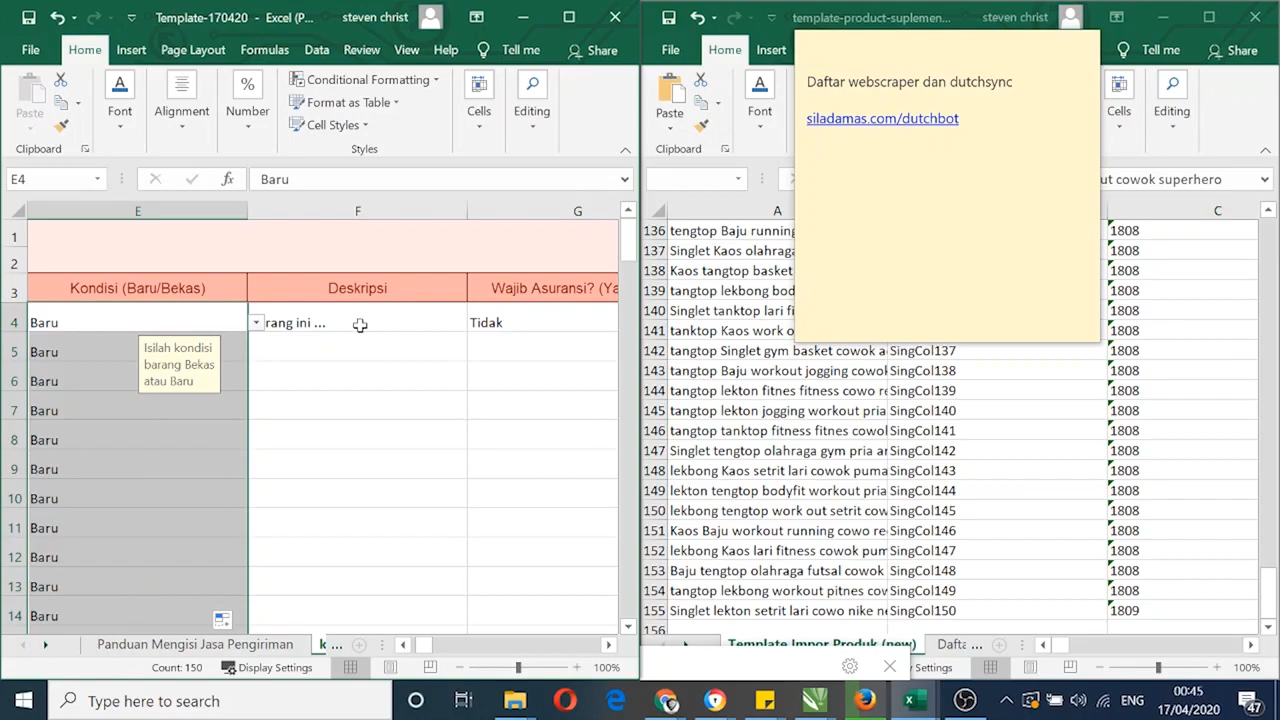 Template-170420 - Excel (P...
steven christ
File
Home
Insert
Page Layout
Formulas
Data
Review
View
Help
Tell me
Share
Paste
Clipboard
Font
Alignment
Number
Conditional Formatting
Format as Table
Cell Styles
Styles
Cells
Editing
E4
fx
Baru
E
F
G
1
2
3
Kondisi (Baru/Bekas)
Deskripsi
Wajib Asuransi? (Ya
4
Baru
rang ini ...
Tidak
5
Baru
6
Baru
7
Baru
8
Baru
9
Baru
10
Baru
11
Baru
12
Baru
13
Baru
14
Baru
Isilah kondisi
barang Bekas
atau Baru
Panduan Mengisi Jasa Pengiriman
k ...
Count: 150
Display Settings
100%
template-product-suplemen...
steven christ
File
Home
Insert
Tell me
Share
Paste
Clipboard
Font
Cells
Editing
Daftar webscraper dan dutchsync
siladamas.com/dutchbot
ut cowok superhero
A
C
136 tengtop Baju running 1808
137 Singlet Kaos olahraga 1808
138 Kaos tangtop basket 1808
139 tangtop lekbong body 1808
140 Singlet tanktop lari fi 1808
141 tanktop Kaos work o 1808
142 tangtop Singlet gym basket cowok a SingCol137 1808
143 tangtop Baju workout jogging cowok SingCol138 1808
144 tangtop lekton fitnes fitness cowo re SingCol139 1808
145 tangtop lekton jogging workout pria SingCol140 1808
146 tangtop tanktop fitness fitnes cowo SingCol141 1808
147 Singlet tengtop olahraga gym pria ar SingCol142 1808
148 lekbong Kaos setrit lari cowok puma SingCol143 1808
149 lekton tengtop bodyfit workout pria SingCol144 1808
150 lekbong tengtop work out setrit cow SingCol145 1808
151 Kaos Baju workout running cowo re SingCol146 1808
152 lekbong Kaos lari fitness cowok pum SingCol147 1808
153 Baju tengtop olahraga futsal cowok SingCol148 1808
154 tangtop lekbong workout pitnes cow SingCol149 1808
155 Singlet lekton setrit lari cowo nike ne SingCol150 1809
156
Template Impor Produk (new)
Dafta ...
Settings
100%
Type here to search
ENG
00:45
17/04/2020
47